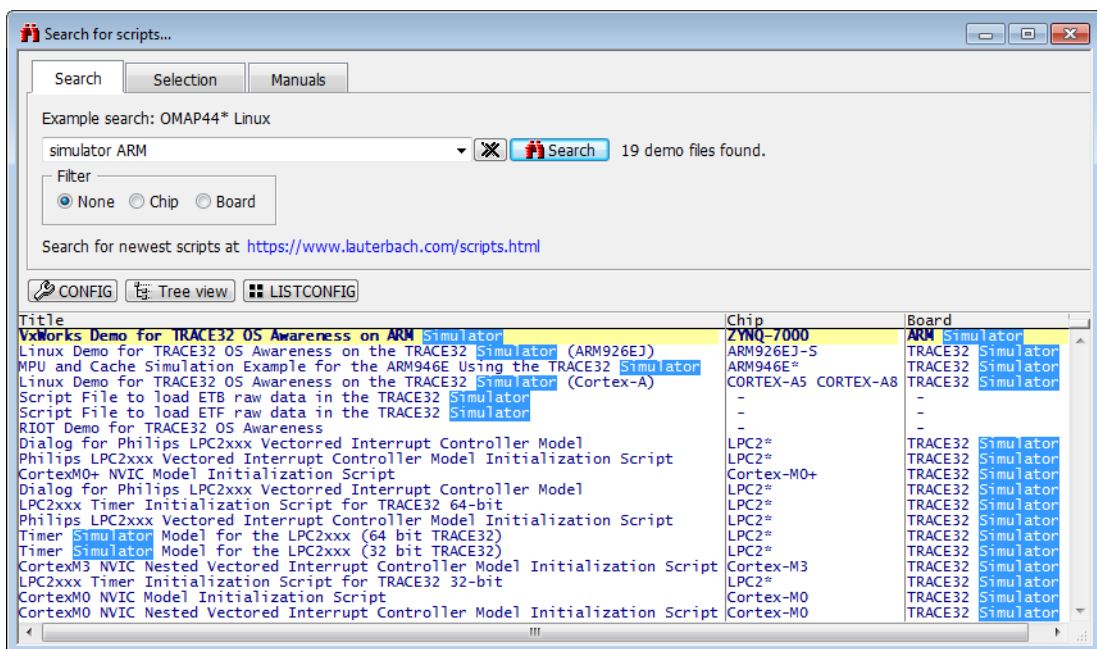 Search for scripts...
Search Selection Manuals
Example search: OMAP44* Linux
simulator ARM Search 19 demo files found.
Filter
None Chip Board
Search for newest scripts at https://www.lauterbach.com/scripts.html
CONFIG Tree view LISTCONFIG
Title Chip Board
VxWorks Demo for TRACE32 OS Awareness on ARM Simulator ZYNQ-7000 ARM Simulator
Linux Demo for TRACE32 OS Awareness on the TRACE32 Simulator (ARM926EJ) ARM926EJ-S TRACE32 Simulator
MPU and Cache Simulation Example for the ARM946E Using the TRACE32 Simulator ARM946E* TRACE32 Simulator
Linux Demo for TRACE32 OS Awareness on the TRACE32 Simulator (Cortex-A) CORTEX-A5 CORTEX-A8 TRACE32 Simulator
Script File to load ETB raw data in the TRACE32 Simulator - -
Script File to load ETF raw data in the TRACE32 Simulator - -
RIOT Demo for TRACE32 OS Awareness - -
Dialog for Philips LPC2xxx Vectorred Interrupt Controller Model LPC2* TRACE32 Simulator
Philips LPC2xxx Vectored Interrupt Controller Model Initialization Script LPC2* TRACE32 Simulator
CortexM0+ NVIC Model Initialization Script Cortex-M0+ TRACE32 Simulator
Dialog for Philips LPC2xxx Vectorred Interrupt Controller Model LPC2* TRACE32 Simulator
LPC2xxx Timer Initialization Script for TRACE32 64-bit LPC2* TRACE32 Simulator
Philips LPC2xxx Vectored Interrupt Controller Model Initialization Script LPC2* TRACE32 Simulator
Timer Simulator Model for the LPC2xxx (64 bit TRACE32) LPC2* TRACE32 Simulator
Timer Simulator Model for the LPC2xxx (32 bit TRACE32) LPC2* TRACE32 Simulator
CortexM3 NVIC Nested Vectored Interrupt Controller Model Initialization Script Cortex-M3 TRACE32 Simulator
LPC2xxx Timer Initialization Script for TRACE32 32-bit LPC2* TRACE32 Simulator
CortexM0 NVIC Model Initialization Script Cortex-M0 TRACE32 Simulator
CortexM0 NVIC Nested Vectored Interrupt Controller Model Initialization Script Cortex-M0 TRACE32 Simulator